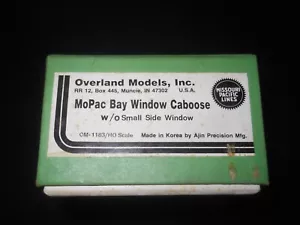 Overland Models, Inc.
RR 12, Box 445, Muncie, IN 47302 U.S.A.
MISSOURI
PACIFIC
LINES
MoPac Bay Window Caboose
w/o Small Side Window
OM-1183/HO Scale Made in Korea by Ajin Precision Mfg.